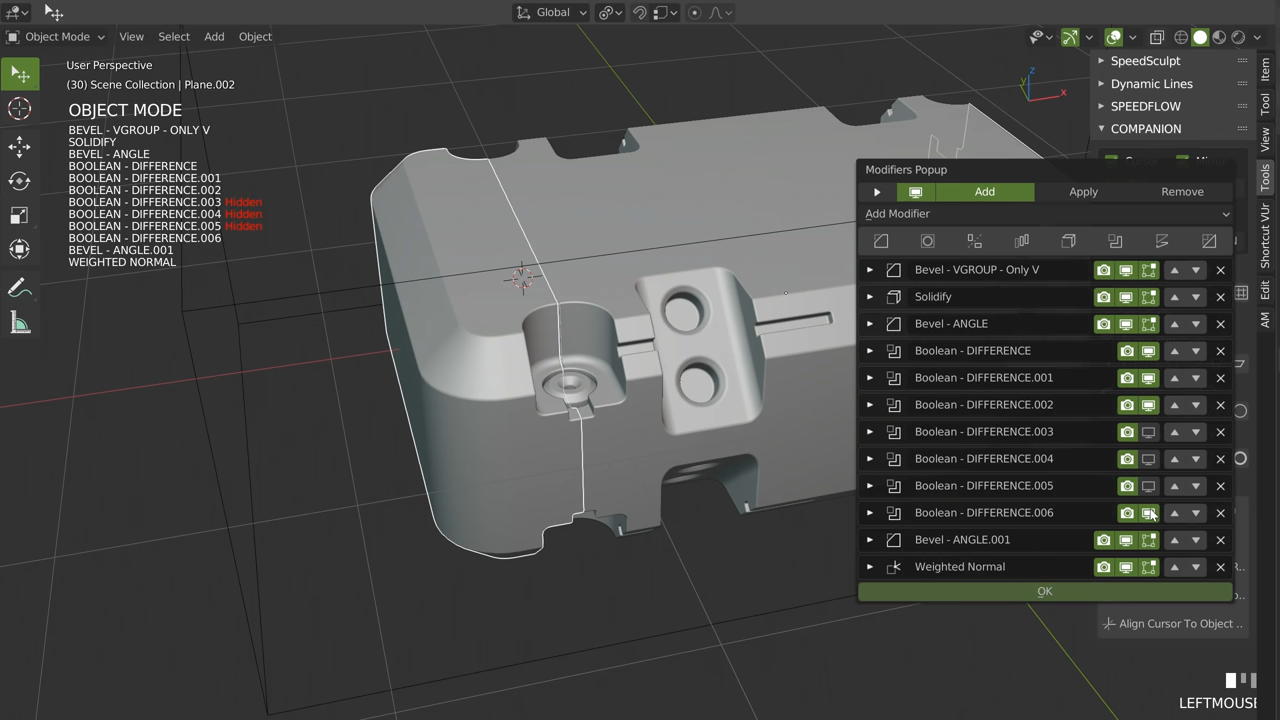 Global
Object Mode
View
Select
Add
Object
User Perspective
(30) Scene Collection | Plane.002
OBJECT MODE
BEVEL - VGROUP - ONLY V
SOLIDIFY
BEVEL - ANGLE
BOOLEAN - DIFFERENCE
BOOLEAN - DIFFERENCE.001
BOOLEAN - DIFFERENCE.002
BOOLEAN - DIFFERENCE.003 Hidden
BOOLEAN - DIFFERENCE.004 Hidden
BOOLEAN - DIFFERENCE.005 Hidden
BOOLEAN - DIFFERENCE.006
BEVEL - ANGLE.001
WEIGHTED NORMAL
Z
Y
X
SpeedSculpt
Dynamic Lines
SPEEDFLOW
COMPANION
Item
Tool
View
Tools
Shortcut VUr
Edit
AM
Modifiers Popup
Add
Apply
Remove
Add Modifier
Bevel - VGROUP - Only V
Solidify
Bevel - ANGLE
Boolean - DIFFERENCE
Boolean - DIFFERENCE.001
Boolean - DIFFERENCE.002
Boolean - DIFFERENCE.003
Boolean - DIFFERENCE.004
Boolean - DIFFERENCE.005
Boolean - DIFFERENCE.006
Bevel - ANGLE.001
Weighted Normal
OK
Align Cursor To Object ..
LEFTMOUSE